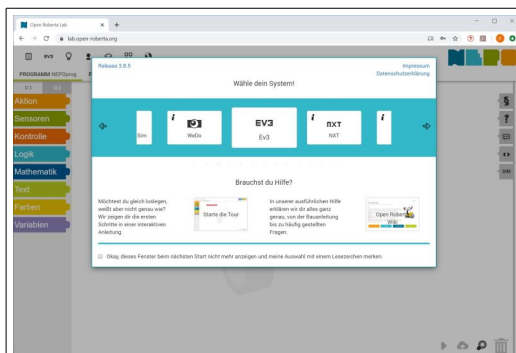 Open Roberta Lab
lab.open-roberta.org
EV3
PROGRAMM NEPOprog
Aktion
Sensoren
Kontrolle
Logik
Mathematik
Text
Farben
Variablen
Release 3.8.5
Impressum
Datenschutzerklärung
Wähle dein System!
Sim
i
WeDo
EV3
Ev3
i
NXT
NXT
i
Brauchst du Hilfe?
Möchtest du gleich loslegen,
weißt aber nicht genau wie?
Wir zeigen dir die ersten
Schritte in einer interaktiven
Anleitung.
Starte die Tour
In unserer ausführlichen Hilfe
erklären wir dir alles ganz
genau, von der Bauanleitung
bis zu häufig gestellten
Fragen.
Open Roberta
Wiki
Okay, dieses Fenster beim nächsten Start nicht mehr anzeigen und meine Auswahl mit einem Lesezeichen merken.
SIM